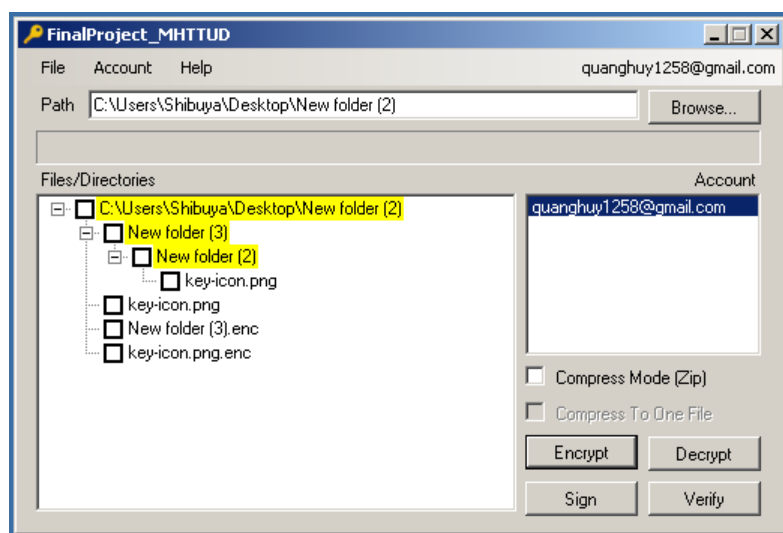 FinalProject_MHTTUD
File Account Help quanghuy1258@gmail.com
Path C:\Users\Shibuya\Desktop\New folder (2) Browse...
Files/Directories Account
C:\Users\Shibuya\Desktop\New folder (2)
New folder (3)
New folder (2)
key-icon.png
key-icon.png
New folder (3).enc
key-icon.png.enc
quanghuy1258@gmail.com
Compress Mode (Zip)
Compress To One File
Encrypt Decrypt
Sign Verify